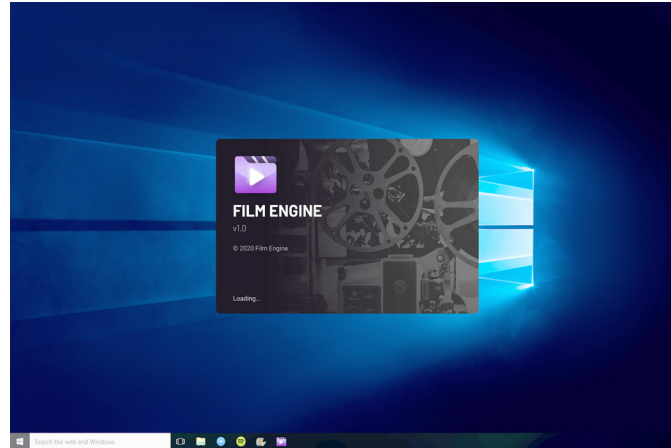 FILM ENGINE
v1.0
© 2020 Film Engine
Loading...
Search the web and Windows